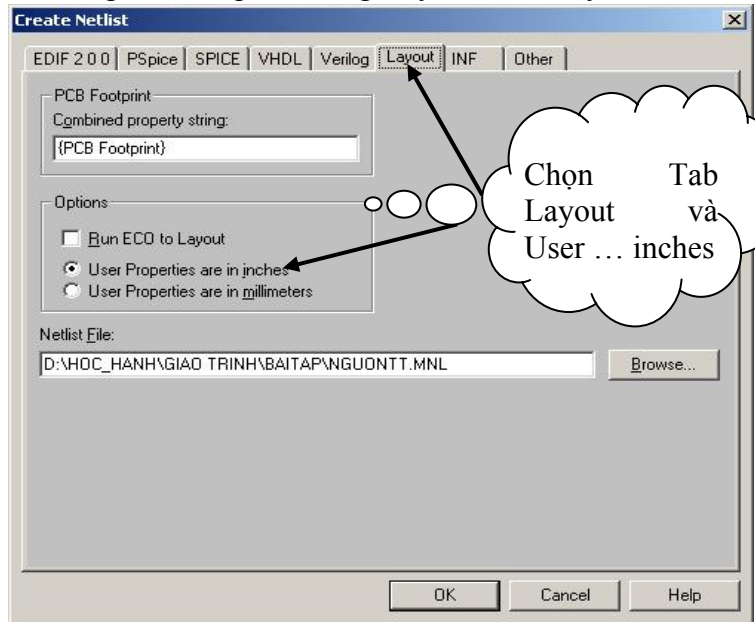 Create Netlist
EDIF 2 0 0 PSpice SPICE VHDL Verilog Layout INF Other
PCB Footprint
Combined property string:
{PCB Footprint}
Options
Run ECO to Layout
User Properties are in inches
User Properties are in millimeters
Chọn Tab
Layout và
User … inches
Netlist File:
D:\HOC_HANH\GIAO TRINH\BAITAP\NGUONTT.MNL
Browse...
OK Cancel Help